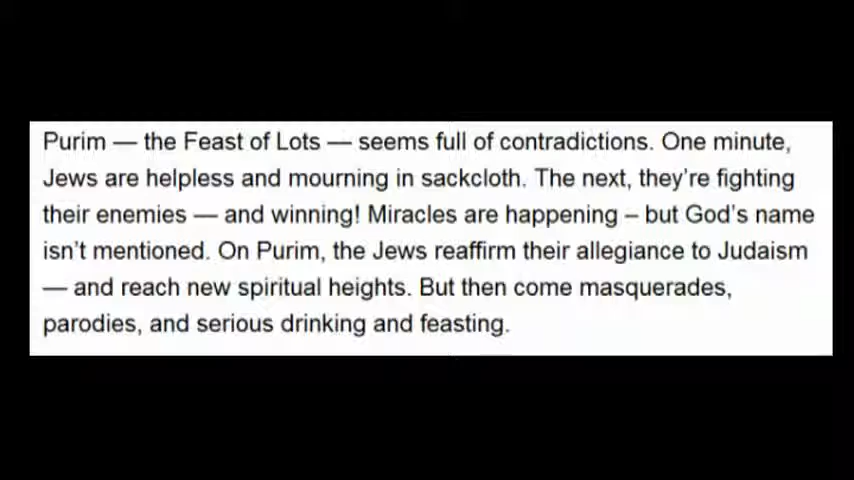 Purim — the Feast of Lots — seems full of contradictions. One minute,
Jews are helpless and mourning in sackcloth. The next, they’re fighting
their enemies — and winning! Miracles are happening – but God’s name
isn’t mentioned. On Purim, the Jews reaffirm their allegiance to Judaism
— and reach new spiritual heights. But then come masquerades,
parodies, and serious drinking and feasting.